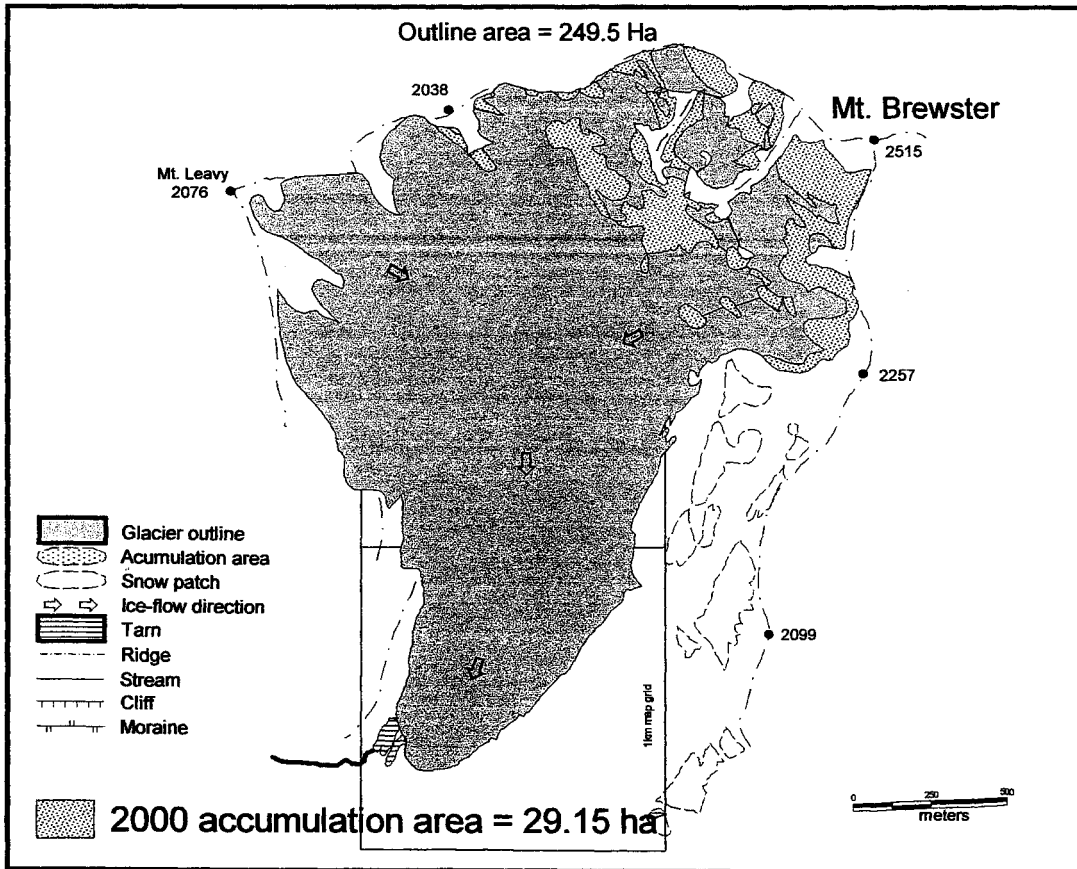 Outline area = 249.5 Ha
2038
Mt. Brewster
2515
Mt. Leavy
2076
2257
Glacier outline
Acumulation area
Snow patch
Ice-flow direction
Tarn
Ridge
Stream
Cliff
Moraine
2099
1km map grid
2000 accumulation area = 29.15 ha
0 250 500
meters